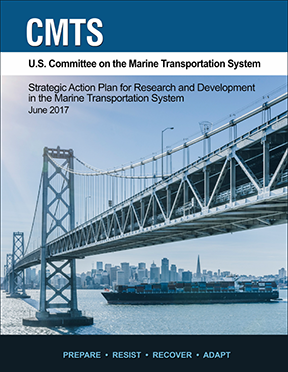 CMTS
U.S. Committee on the Marine Transportation System
Strategic Action Plan for Research and Development
in the Marine Transportation System
June 2017
PREPARE • RESIST • RECOVER • ADAPT